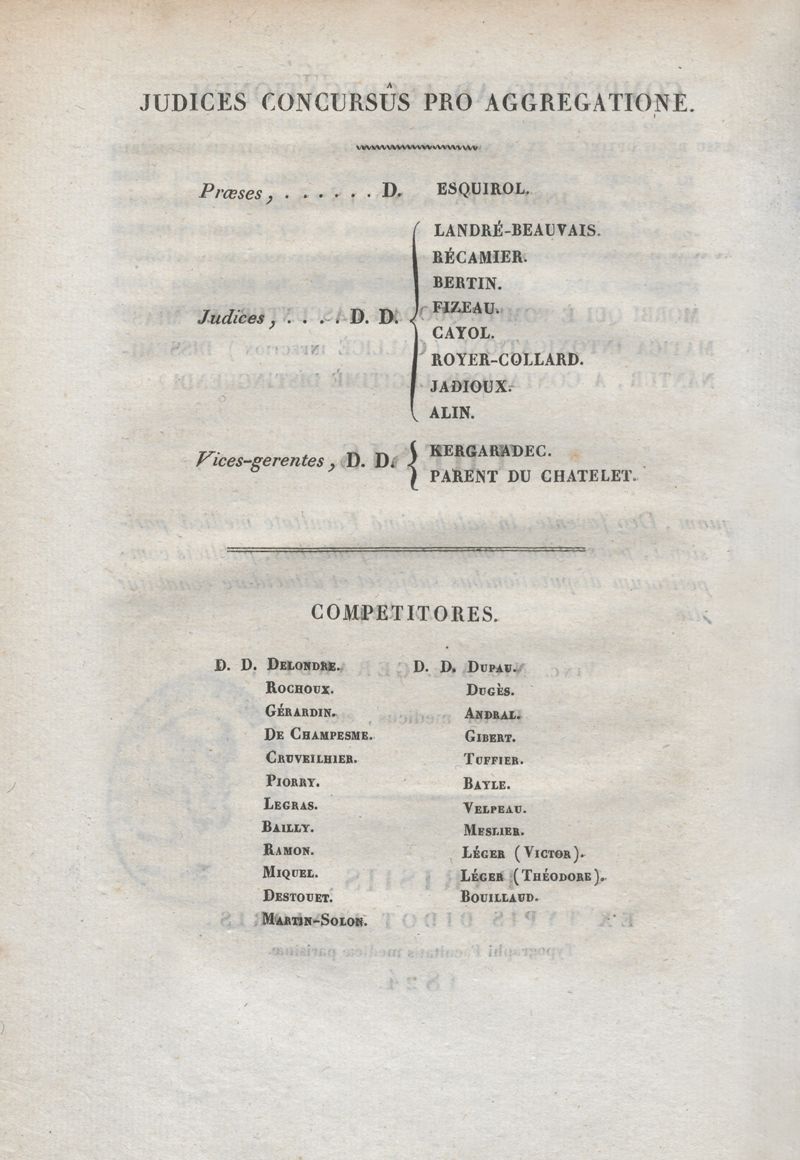 JUDICES CONCURSÛS PRO AGGREGATIONE.
Præses, . . . . . . . D. ESQUIROL.
Judices, . . . . D. D. LANDRÉ-BEAUVAIS.
RÉCAMIER.
BERTIN.
FIZEAU.
CAYOL.
ROYER-COLLARD.
JADIOUX.
ALIN.
Vices-gerentes, D. D. KERGARADEC.
PARENT DU CHATELET.
COMPETITORES.
D. D. DELONDRE.
ROCHOUX.
GÉRARDIN.
DE CHAMPESME.
CRUVEILHIER.
PIORRY.
LEGRAS.
BAILLY.
RAMON.
MIQUEL.
DESTOUET.
MARTIN-SOLON.
D. D. DUPAU.
DUGÈS.
ANDRAL.
GIBERT.
TUFFIER.
BAYLE.
VELPEAU.
MESLIER.
LÉGER (VICTOR).
LÉGER (THÉODORE).
BOUILLAUD.